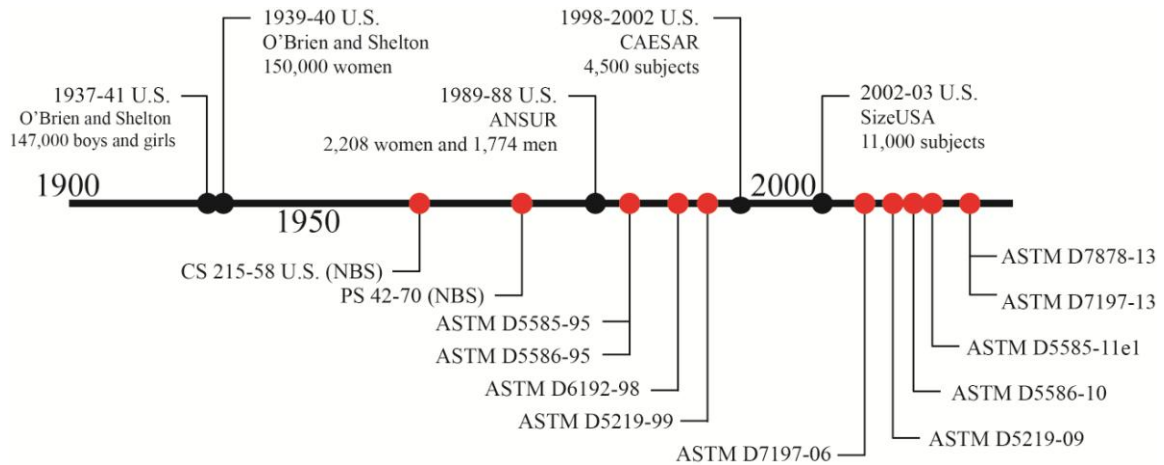 1939-40 U.S.
O'Brien and Shelton
150,000 women
1998-2002 U.S.
CAESAR
4,500 subjects
1937-41 U.S.
O'Brien and Shelton
147,000 boys and girls
1989-88 U.S.
ANSUR
2,208 women and 1,774 men
2002-03 U.S.
SizeUSA
11,000 subjects
1900
1950
2000
CS 215-58 U.S. (NBS)
PS 42-70 (NBS)
ASTM D5585-95
ASTM D5586-95
ASTM D6192-98
ASTM D5219-99
ASTM D7197-06
ASTM D7878-13
ASTM D7197-13
ASTM D5585-11e1
ASTM D5586-10
ASTM D5219-09